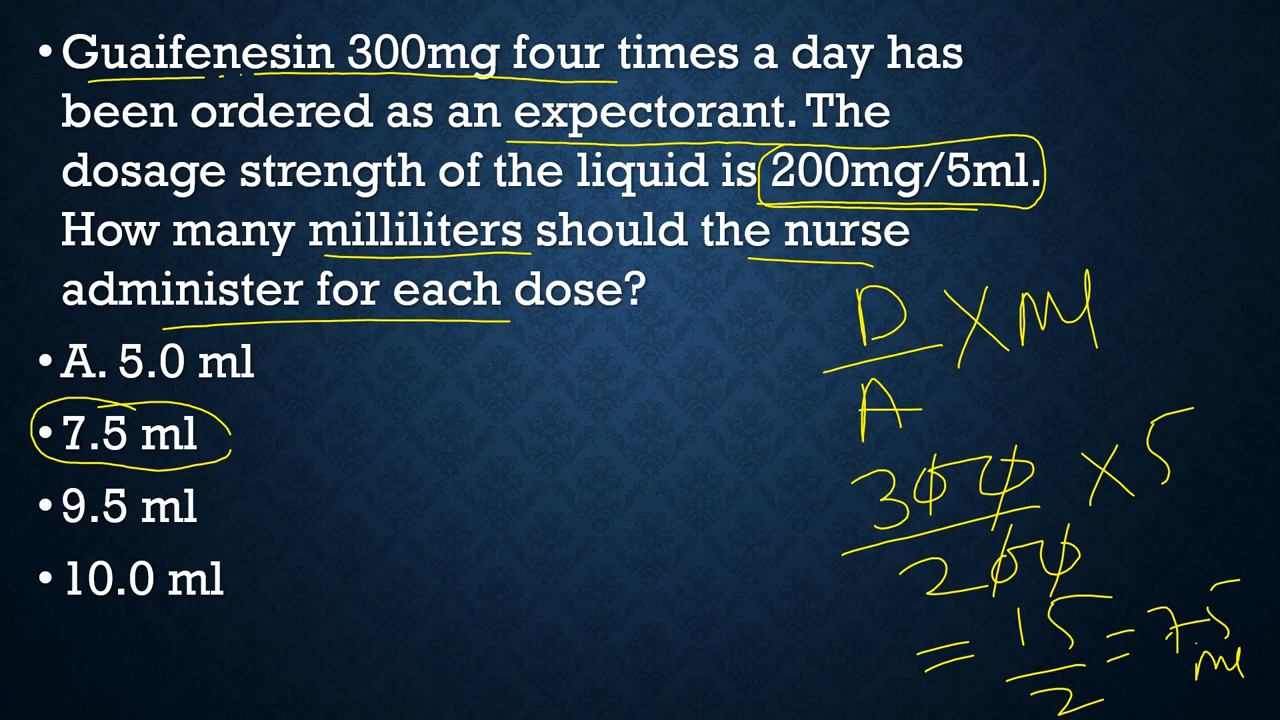 • Guaifenesin 300mg four times a day has
been ordered as an expectorant. The
dosage strength of the liquid is 200mg/5ml.
How many milliliters should the nurse
administer for each dose?
• A. 5.0 ml
• 7.5 ml
• 9.5 ml
• 10.0 ml
D
A
X ml
300
200
X 5
= 15
2
= 7.5
ml